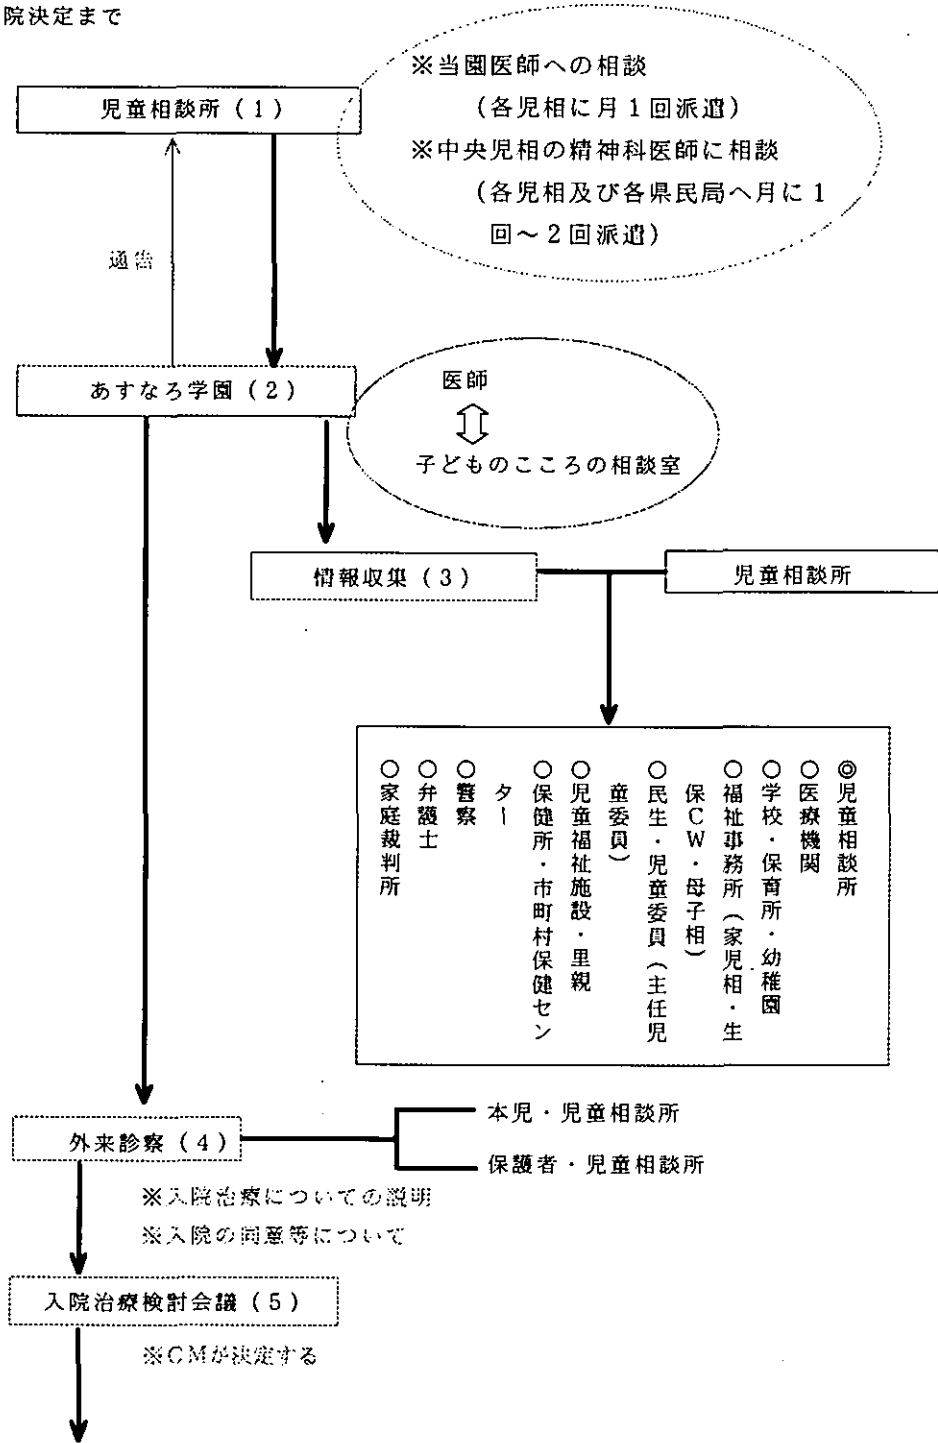 院決定まで
※当園医師への相談
（各児相に月１回派遣）
児童相談所（１）
※中央児相の精神科医師に相談
（各児相及び各県民局へ月に１
回～２回派遣）
通告
あすなろ学園（２）
医師
子どものこころの相談室
情報収集（３）
児童相談所
◎児童相談所
○医療機関
○学校・保育所・幼稚園
○福祉事務所（家児相・生
保ＣＷ・母子相）
○民生・児童委員（主任児
童委員）
○児童福祉施設・里親
○保健所・市町村保健セン
ター
○警察
○弁護士
○家庭裁判所
本児・児童相談所
外来診察（４）
保護者・児童相談所
※入院治療についての説明
※入院の同意等について
入院治療検討会議（５）
※ＣＭが決定する